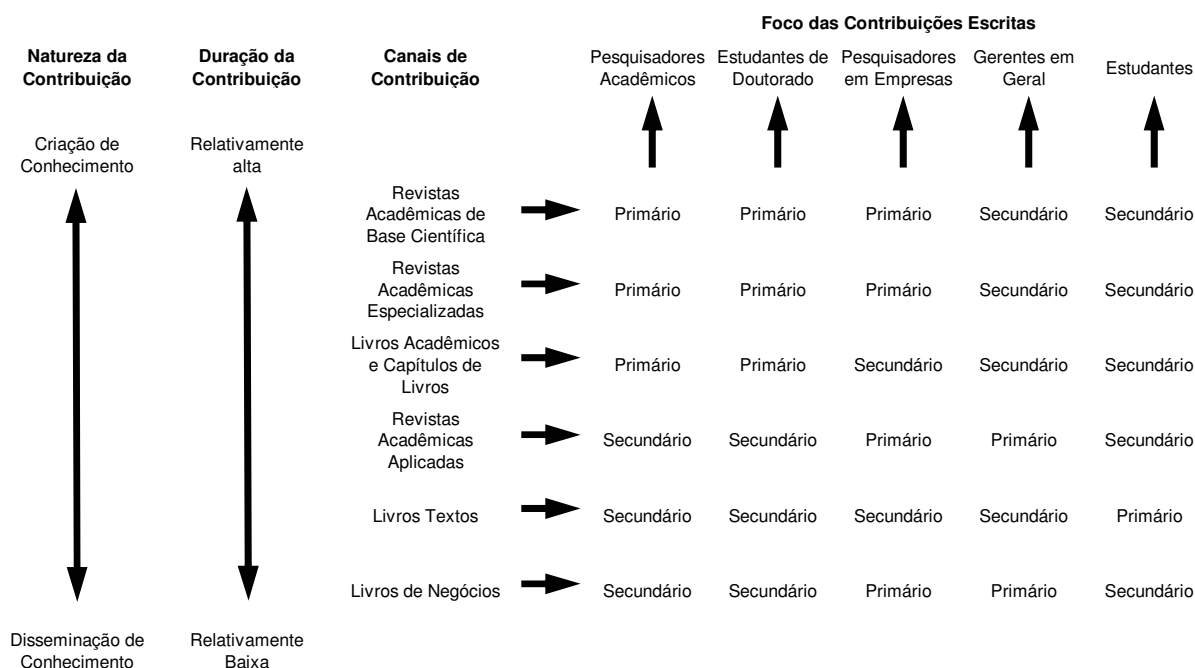 Foco das Contribuições Escritas
Natureza da
Contribuição
Duração da
Contribuição
Canais de
Contribuição
Pesquisadores
Acadêmicos
Estudantes de
Doutorado
Pesquisadores
em Empresas
Gerentes em
Geral
Estudantes
Criação de
Conhecimento
Relativamente
alta
Revistas
Acadêmicas de
Base Científica
Primário Primário Primário Secundário Secundário
Revistas
Acadêmicas
Especializadas
Primário Primário Primário Secundário Secundário
Livros Acadêmicos
e Capítulos de
Livros
Primário Primário Secundário Secundário Secundário
Revistas
Acadêmicas
Aplicadas
Secundário Secundário Primário Primário Secundário
Livros Textos Secundário Secundário Secundário Secundário Primário
Livros de Negócios Secundário Secundário Primário Primário Secundário
Disseminação de
Conhecimento
Relativamente
Baixa